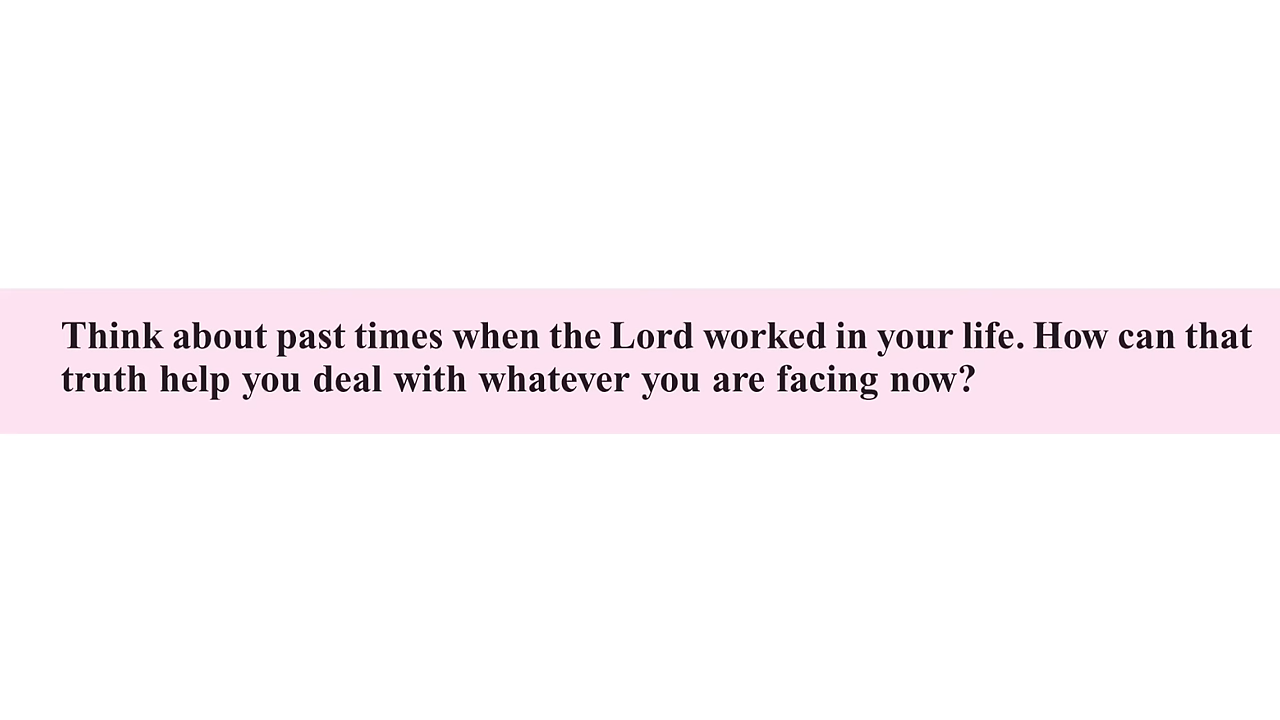 Think about past times when the Lord worked in your life. How can that
truth help you deal with whatever you are facing now?